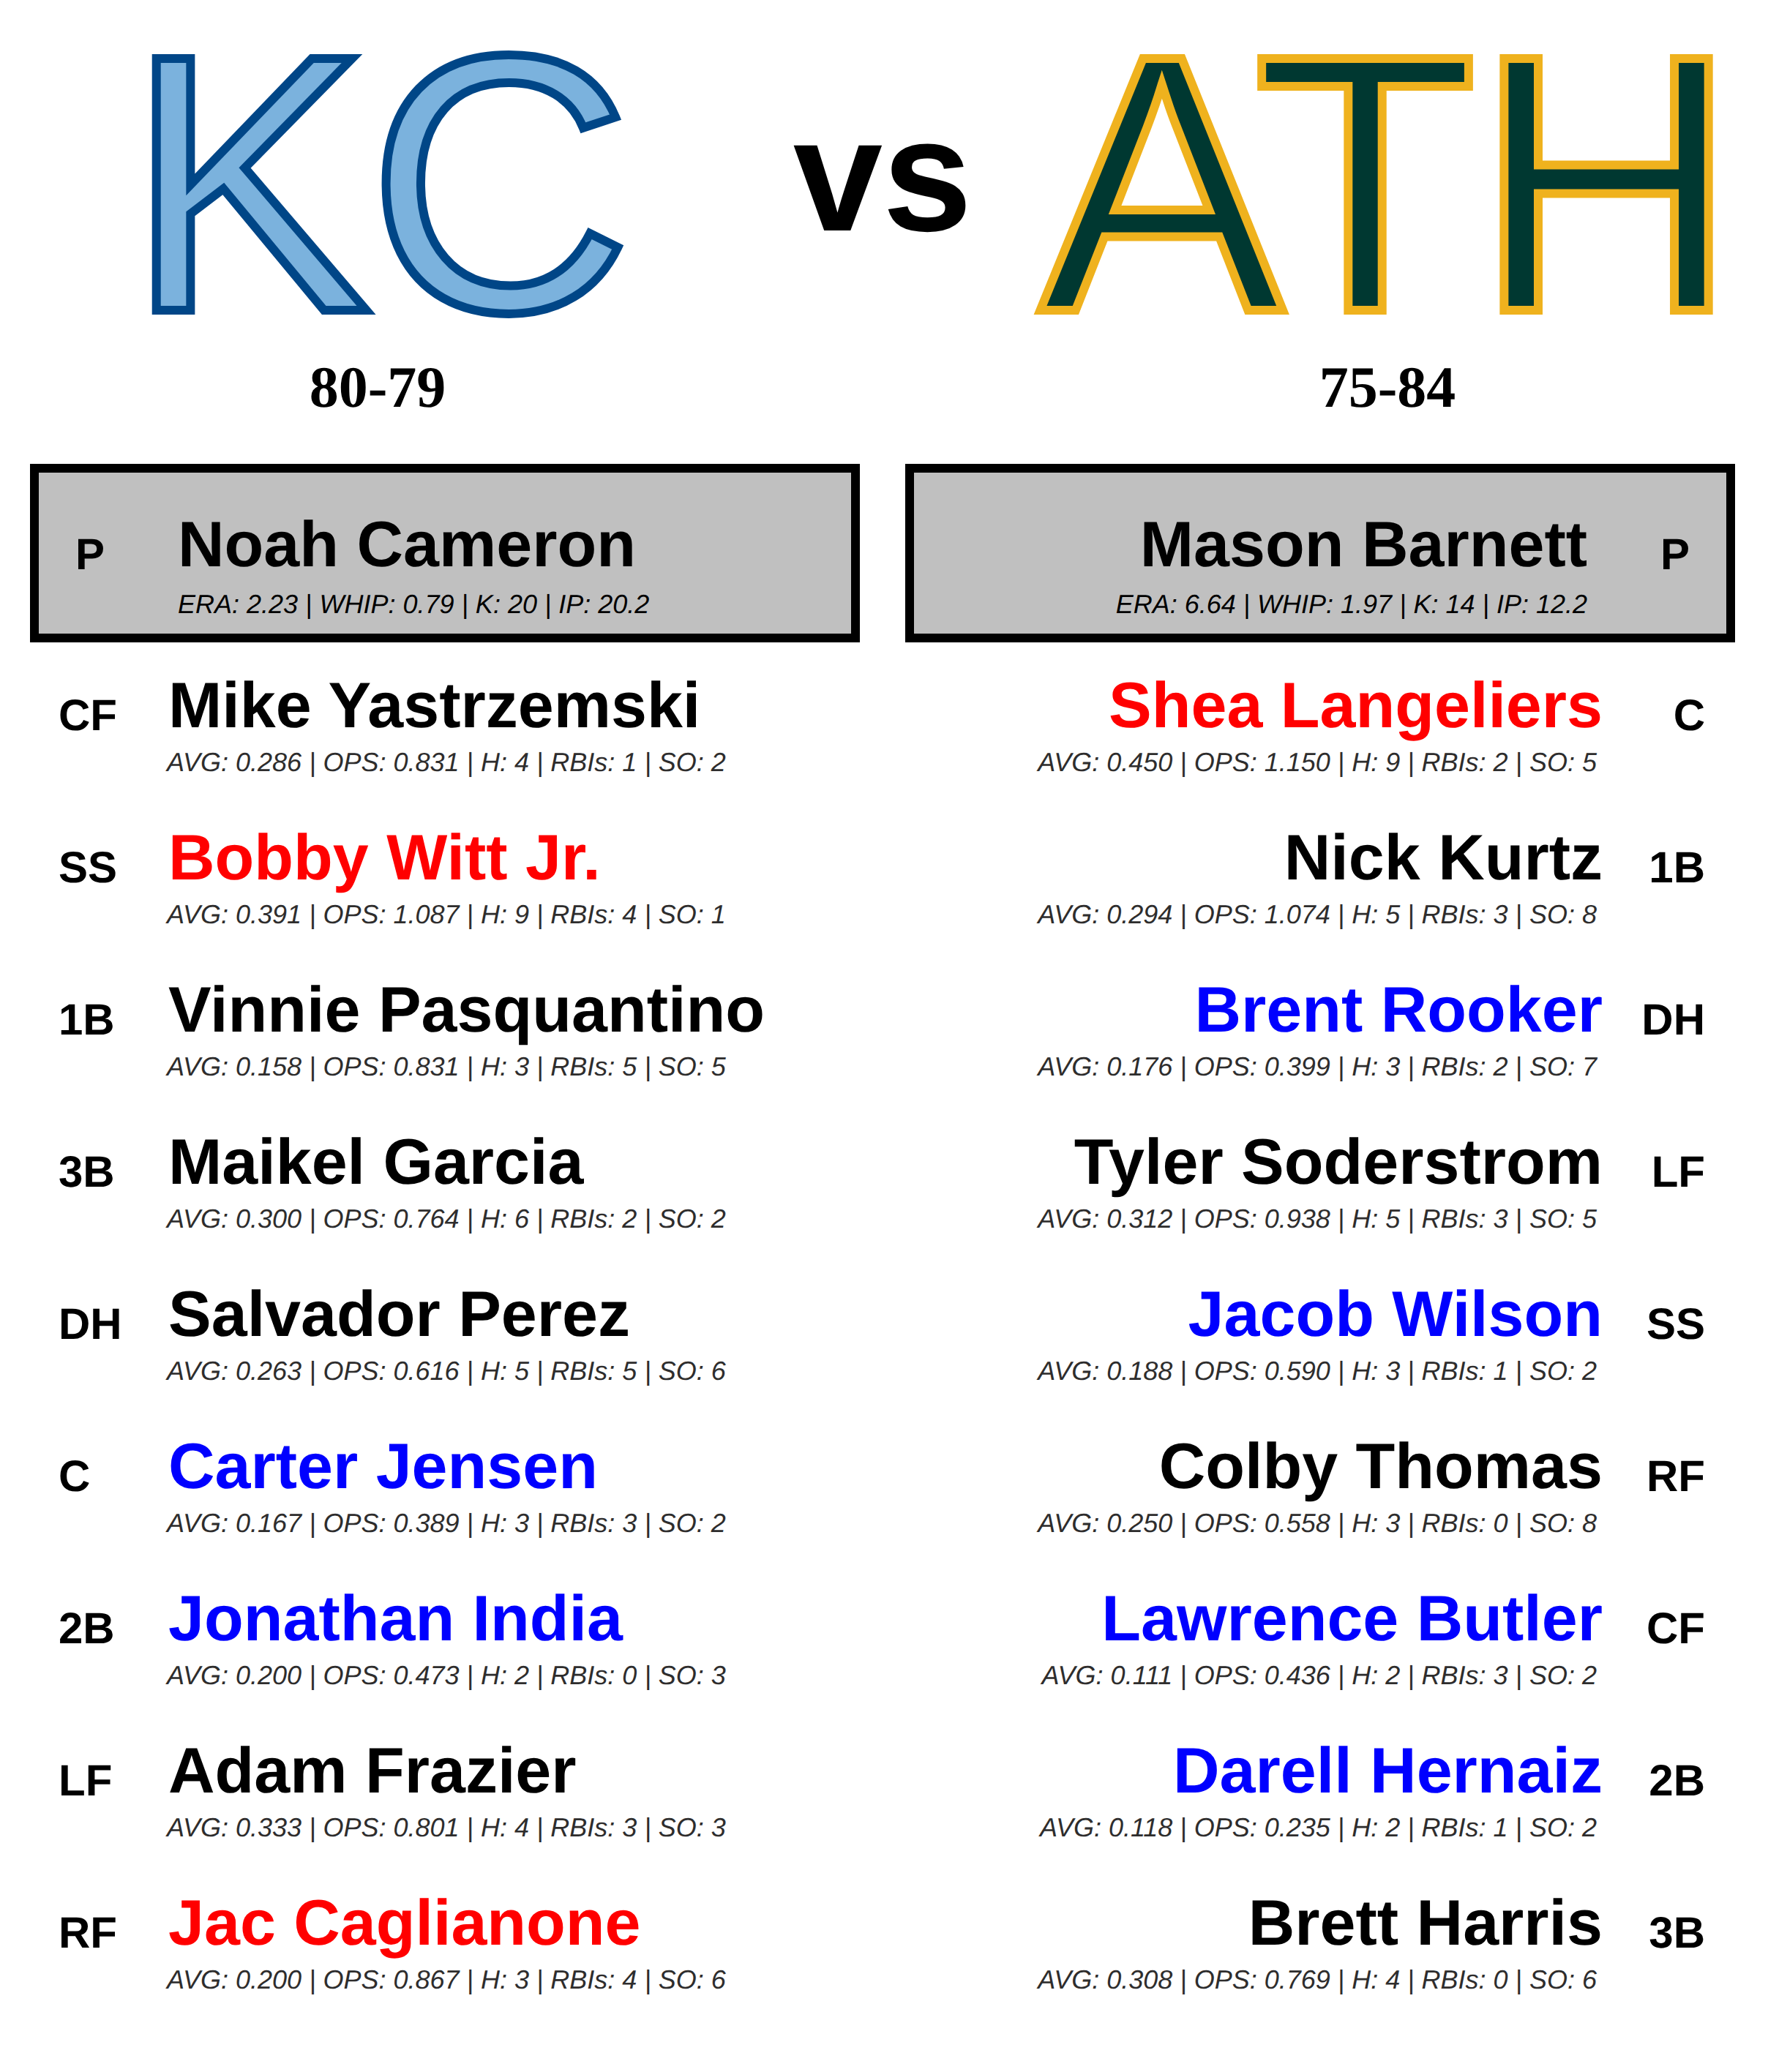 KC vs ATH
80-79 75-84
P Noah Cameron
ERA: 2.23 | WHIP: 0.79 | K: 20 | IP: 20.2
Mason Barnett P
ERA: 6.64 | WHIP: 1.97 | K: 14 | IP: 12.2
CF Mike Yastrzemski
AVG: 0.286 | OPS: 0.831 | H: 4 | RBIs: 1 | SO: 2
SS Bobby Witt Jr.
AVG: 0.391 | OPS: 1.087 | H: 9 | RBIs: 4 | SO: 1
1B Vinnie Pasquantino
AVG: 0.158 | OPS: 0.831 | H: 3 | RBIs: 5 | SO: 5
3B Maikel Garcia
AVG: 0.300 | OPS: 0.764 | H: 6 | RBIs: 2 | SO: 2
DH Salvador Perez
AVG: 0.263 | OPS: 0.616 | H: 5 | RBIs: 5 | SO: 6
C Carter Jensen
AVG: 0.167 | OPS: 0.389 | H: 3 | RBIs: 3 | SO: 2
2B Jonathan India
AVG: 0.200 | OPS: 0.473 | H: 2 | RBIs: 0 | SO: 3
LF Adam Frazier
AVG: 0.333 | OPS: 0.801 | H: 4 | RBIs: 3 | SO: 3
RF Jac Caglianone
AVG: 0.200 | OPS: 0.867 | H: 3 | RBIs: 4 | SO: 6
Shea Langeliers C
AVG: 0.450 | OPS: 1.150 | H: 9 | RBIs: 2 | SO: 5
Nick Kurtz 1B
AVG: 0.294 | OPS: 1.074 | H: 5 | RBIs: 3 | SO: 8
Brent Rooker DH
AVG: 0.176 | OPS: 0.399 | H: 3 | RBIs: 2 | SO: 7
Tyler Soderstrom LF
AVG: 0.312 | OPS: 0.938 | H: 5 | RBIs: 3 | SO: 5
Jacob Wilson SS
AVG: 0.188 | OPS: 0.590 | H: 3 | RBIs: 1 | SO: 2
Colby Thomas RF
AVG: 0.250 | OPS: 0.558 | H: 3 | RBIs: 0 | SO: 8
Lawrence Butler CF
AVG: 0.111 | OPS: 0.436 | H: 2 | RBIs: 3 | SO: 2
Darell Hernaiz 2B
AVG: 0.118 | OPS: 0.235 | H: 2 | RBIs: 1 | SO: 2
Brett Harris 3B
AVG: 0.308 | OPS: 0.769 | H: 4 | RBIs: 0 | SO: 6